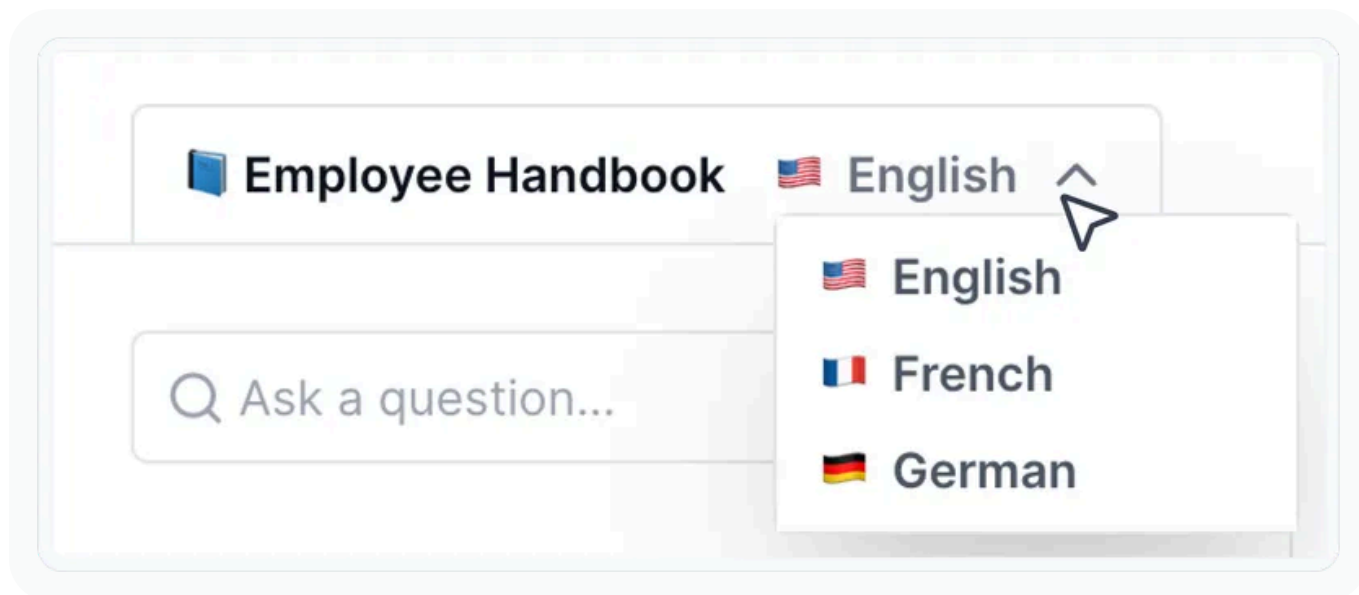 Employee Handbook English
English
French
Ask a question...
German